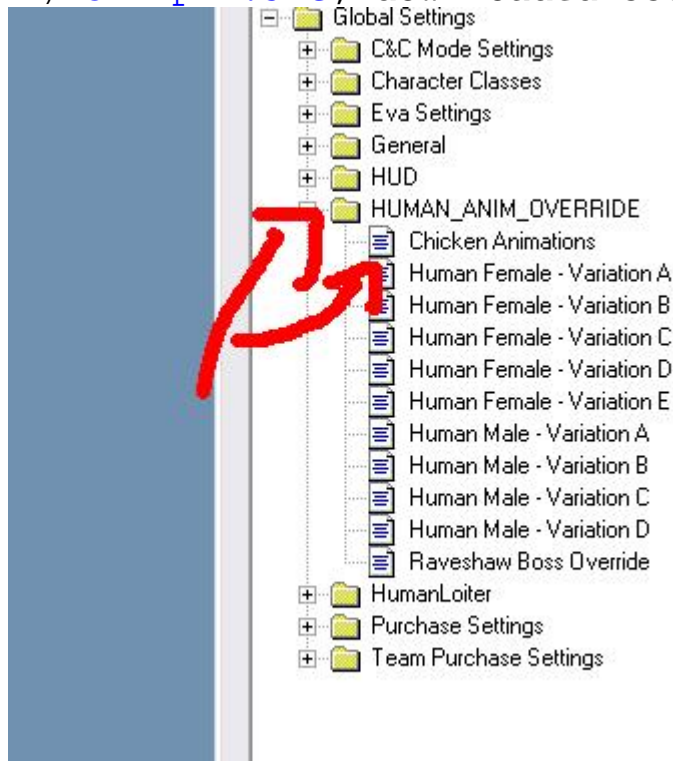 Global Settings
C&C Mode Settings
Character Classes
Eva Settings
General
HUD
HUMAN_ANIM_OVERRIDE
Chicken Animations
Human Female - Variation A
Human Female - Variation B
Human Female - Variation C
Human Female - Variation D
Human Female - Variation E
Human Male - Variation A
Human Male - Variation B
Human Male - Variation C
Human Male - Variation D
Raveshaw Boss Override
HumanLoiter
Purchase Settings
Team Purchase Settings